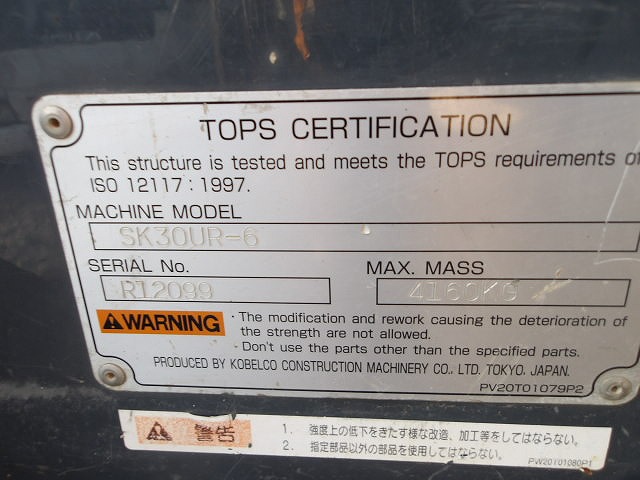 TOPS CERTIFICATION
This structure is tested and meets the TOPS requirements of
ISO 12117 : 1997.
MACHINE MODEL
SK30UR-6
SERIAL No.
MAX. MASS
R12099
4160KG
WARNING
· The modification and rework causing the deterioration of
the strength are not allowed.
· Don't use the parts other than the specified parts.
PRODUCED BY KOBELCO CONSTRUCTION MACHINERY CO., LTD. TOKYO, JAPAN.
PV20T01079P2
警告
1. 強度上の低下をきたす様な改造、加工等をしてはならない。
2. 指定部品以外の部品を使用してはならない。
PW20T01080P1